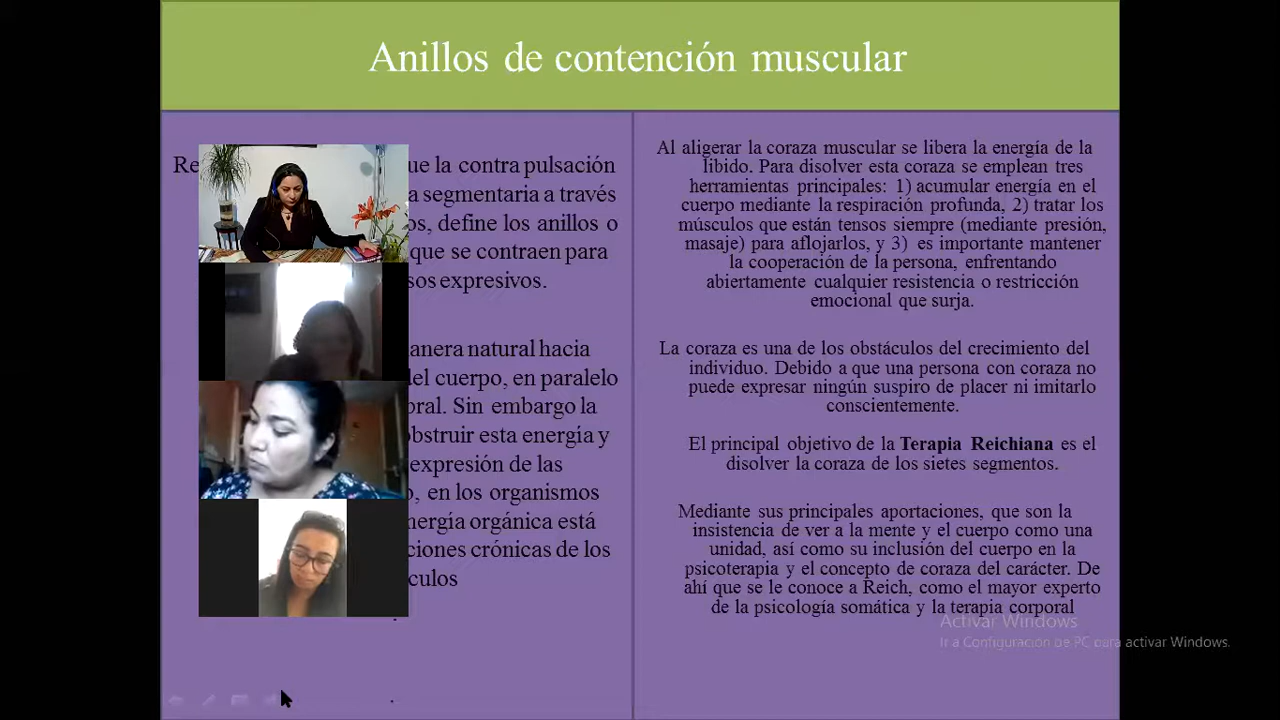 Anillos de contención muscular
la contra pulsación
segmentaria a través
define los anillos o
que se contraen para
expresivos.
natural hacia
cuerpo, en paralelo
Sin embargo la
obstruir esta energía y
expresión de las
en los organismos
orgánica está
crónicas de los
Al aligerar la coraza muscular se libera la energía de la
libido. Para disolver esta coraza se emplean tres
herramientas principales: 1) acumular energía en el
cuerpo mediante la respiración profunda, 2) tratar los
músculos que están tensos siempre (mediante presión,
masaje) para aflojarlos, y 3) es importante mantener
la cooperación de la persona, enfrentando
abiertamente cualquier resistencia o restricción
emocional que surja.
La coraza es una de los obstáculos del crecimiento del
individuo. Debido a que una persona con coraza no
puede expresar ningún suspiro de placer ni imitarlo
conscientemente.
El principal objetivo de la Terapia Reichiana es el
disolver la coraza de los sietes segmentos.
Mediante sus principales aportaciones, que son la
insistencia de ver a la mente y el cuerpo como una
unidad, así como su inclusión del cuerpo en la
psicoterapia y el concepto de coraza del carácter. De
ahí que se le conoce a Reich, como el mayor experto
de la psicología somática y la terapia corporal
Activar Windows
Ir a Configuración de PC para activar Windows.